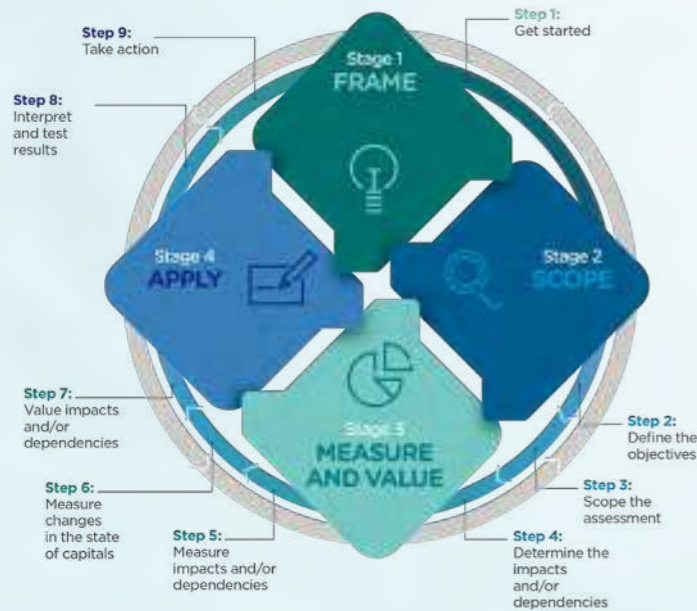 Step 1:
Get started
Stage 1
FRAME
Stage 2
SCOPE
Step 2:
Define the
objectives
Step 3:
Scope the
assessment
Step 4:
Determine the
impacts
and/or
dependencies
Stage 3
MEASURE
AND VALUE
Step 5:
Measure
impacts and/or
dependencies
Step 6:
Measure
changes
in the state
of capitals
Step 7:
Value impacts
and/or
dependencies
Stage 4
APPLY
Step 8:
Interpret
and test
results
Step 9:
Take action